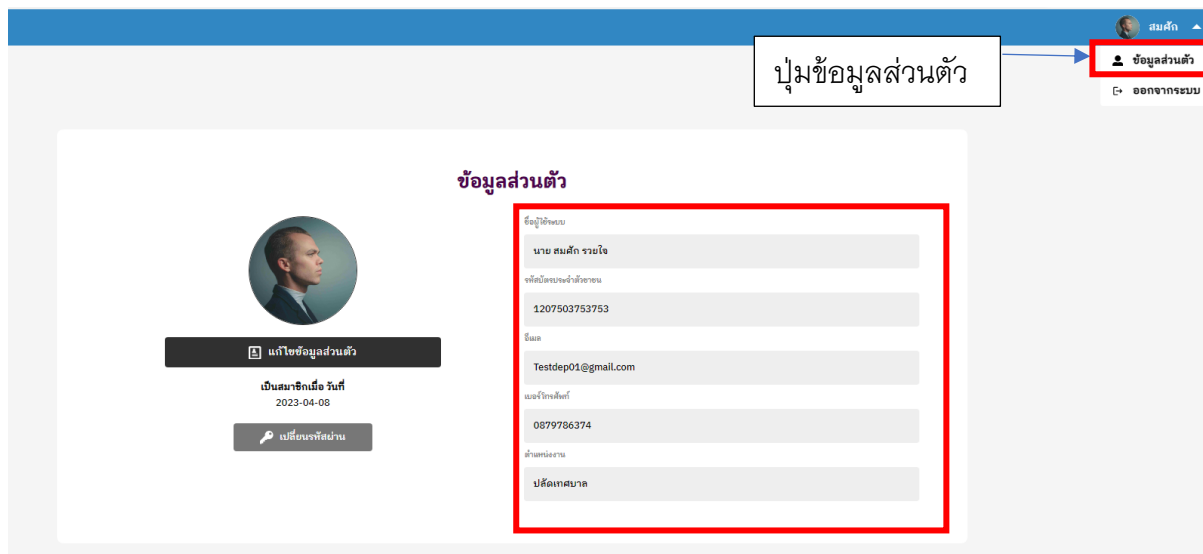 สมศัก
ข้อมูลส่วนตัว
ออกจากระบบ
ปุ่มข้อมูลส่วนตัว
ข้อมูลส่วนตัว
แก้ไขข้อมูลส่วนตัว
เป็นสมาชิกเมื่อ วันที่
2023-04-08
เปลี่ยนรหัสผ่าน
ชื่อผู้ใช้ระบบ
นาย สมศัก รวยใจ
รหัสบัตรประจำตัวประชาชน
1207503753753
อีเมล
Testdep01@gmail.com
เบอร์โทรศัพท์
0879786374
ตำแหน่งงาน
ปลัดเทศบาล